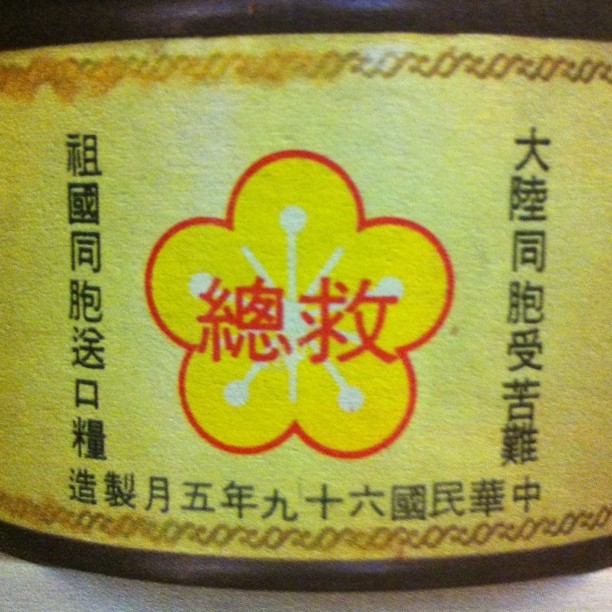 大陸同胞受苦難
救總
祖國同胞送口糧
中華民國六十九年五月製造